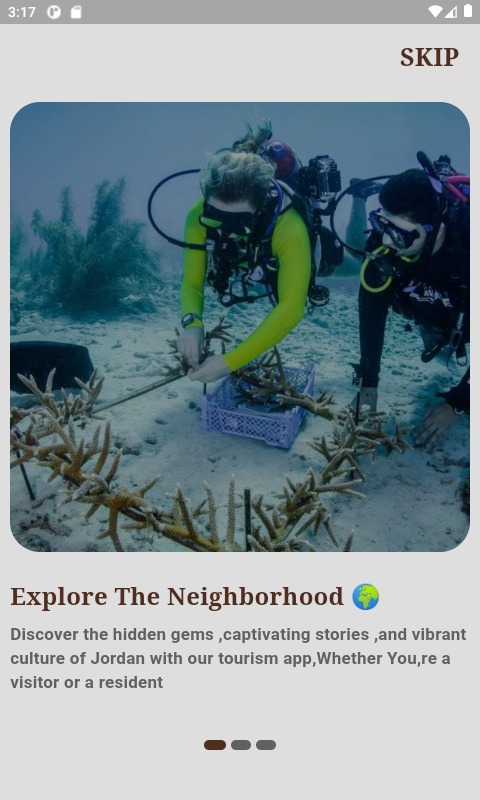 3:17
SKIP
Explore The Neighborhood 🌍
Discover the hidden gems ,captivating stories ,and vibrant
culture of Jordan with our tourism app,Whether You,re a
visitor or a resident